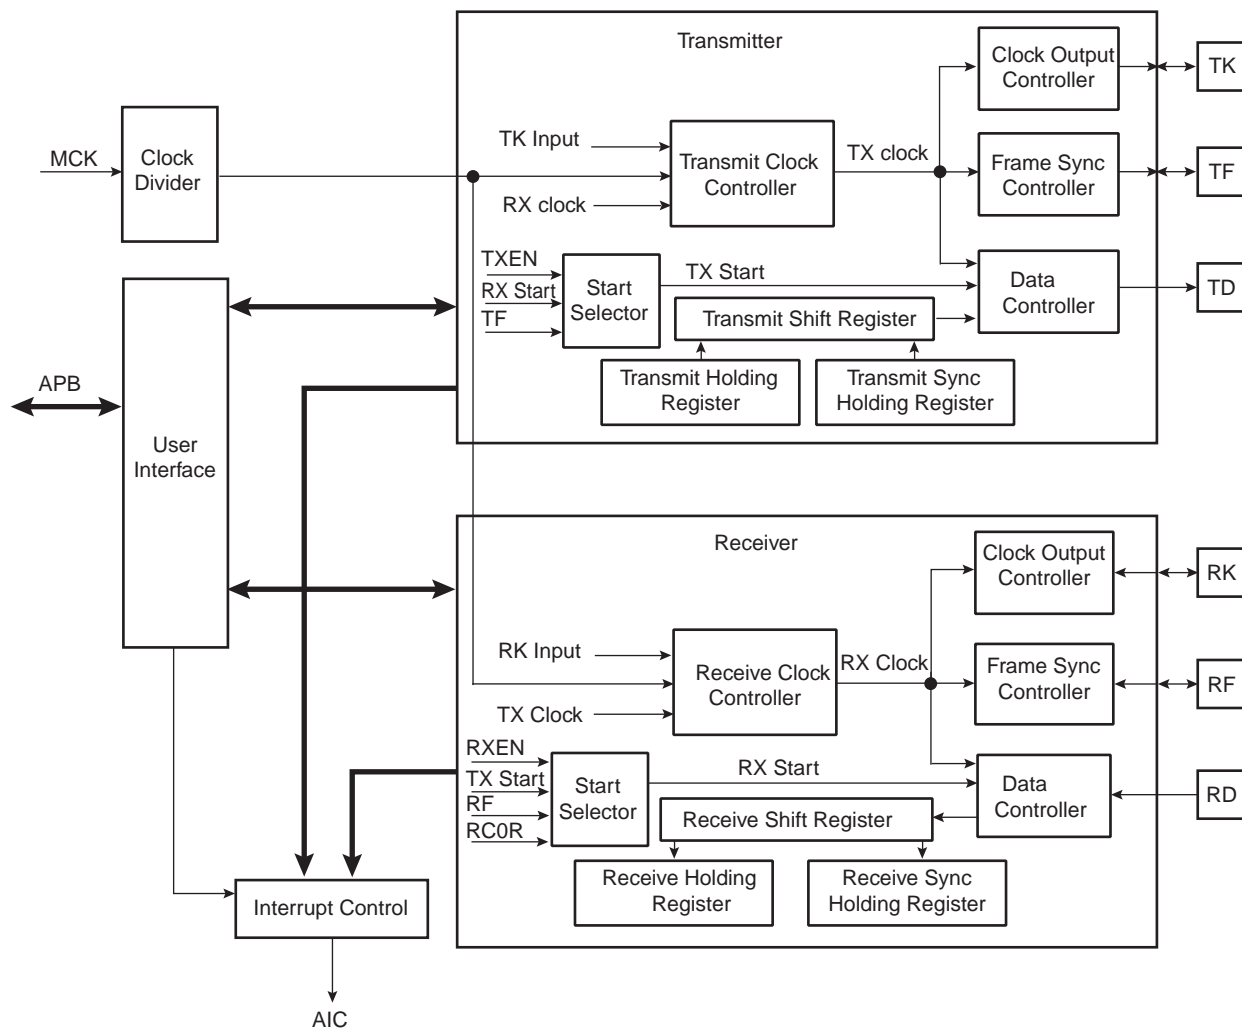 Transmitter
Clock Output
Controller
TK
MCK
Clock
Divider
TK Input
Transmit Clock
Controller
RX clock
TX clock
Frame Sync
Controller
TF
TXEN
RX Start
TF
Start
Selector
TX Start
Data
Controller
TD
Transmit Shift Register
Transmit Holding
Register
Transmit Sync
Holding Register
APB
User
Interface
Receiver
Clock Output
Controller
RK
RK Input
Receive Clock
Controller
TX Clock
RX Clock
Frame Sync
Controller
RF
RXEN
TX Start
RF
RC0R
Start
Selector
RX Start
Data
Controller
RD
Receive Shift Register
Receive Holding
Register
Receive Sync
Holding Register
Interrupt Control
AIC